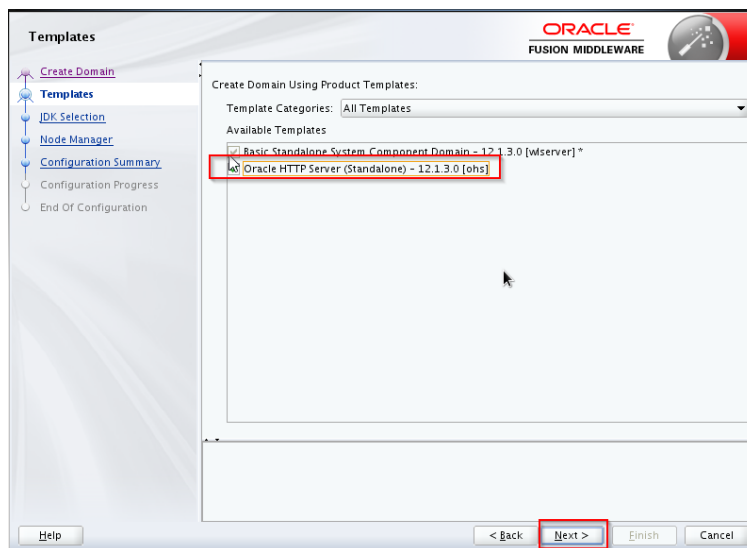 Templates
ORACLE
FUSION MIDDLEWARE
Create Domain
Templates
JDK Selection
Node Manager
Configuration Summary
Configuration Progress
End Of Configuration
Create Domain Using Product Templates:
Template Categories: All Templates
Available Templates
Basic Standalone System Component Domain - 12.1.3.0 [wlserver] *
Oracle HTTP Server (Standalone) - 12.1.3.0 [ohs]
Help
< Back
Next >
Finish
Cancel